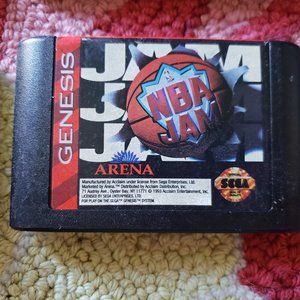 GENESIS
JAM
JAM
JAM
NBA
JAM
ARENA
Manufactured by Acclaim under license from Sega Enterprises, Ltd.
Marketed by Arena.™ Distributed by Acclaim Distribution, Inc.
71 Audrey Ave., Oyster Bay, NY 11771 © 1993 Acclaim Entertainment, Inc.
LICENSED BY SEGA ENTERPRISES, LTD.
FOR PLAY ON THE SEGA™ GENESIS™ SYSTEM.
SEGA